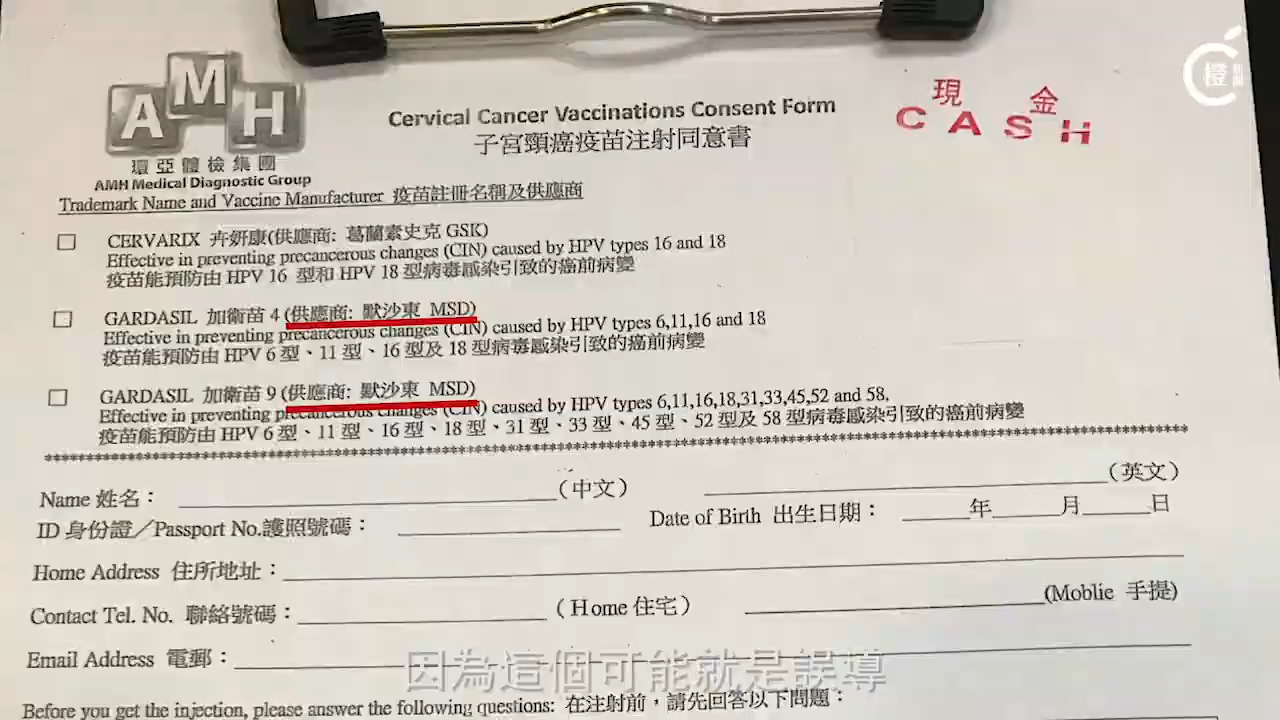 AMH
環亞體檢集團
AMH Medical Diagnostic Group
Cervical Cancer Vaccinations Consent Form
子宮頸癌疫苗注射同意書
現金
CASH
橙新聞
Trademark Name and Vaccine Manufacturer 疫苗註冊名稱及供應商
☐ CERVARIX 卉妍康(供應商: 葛蘭素史克 GSK)
Effective in preventing precancerous changes (CIN) caused by HPV types 16 and 18
疫苗能預防由 HPV 16 型和 HPV 18 型病毒感染引致的癌前病變
☐ GARDASIL 加衛苗 4 (供應商: 默沙東 MSD)
Effective in preventing precancerous changes (CIN) caused by HPV types 6,11,16 and 18
疫苗能預防由 HPV 6 型、11 型、16 型及 18 型病毒感染引致的癌前病變
☐ GARDASIL 加衛苗 9 (供應商: 默沙東 MSD)
Effective in preventing precancerous changes (CIN) caused by HPV types 6,11,16,18,31,33,45,52 and 58.
疫苗能預防由 HPV 6 型、11 型、16 型、18 型、31 型、33 型、45 型、52 型及 58 型病毒感染引致的癌前病變
Name 姓名： （中文） （英文）
ID 身份證／Passport No.護照號碼： Date of Birth 出生日期： 年 月 日
Home Address 住所地址：
Contact Tel. No. 聯絡號碼： （Home 住宅） (Moblie 手提)
Email Address 電郵：
因為這個可能就是誤導
Before you get the injection, please answer the following questions: 在注射前，請先回答以下問題：